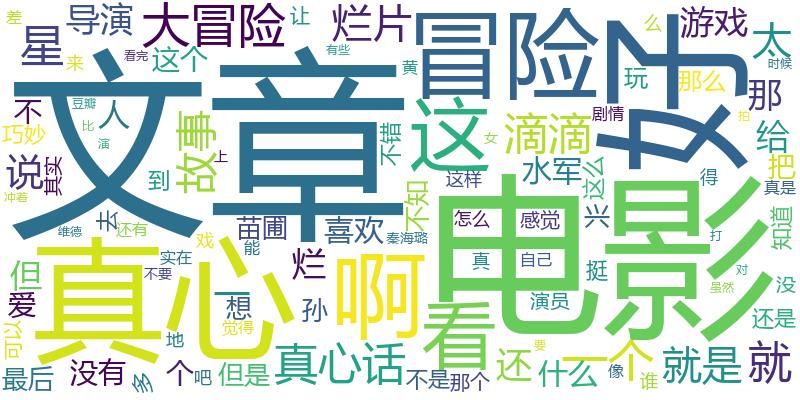 差
导演
大冒险
让
烂片
冒险
好
么
游戏
太
星
来
这个
看完
有些
黄
玩
那么
时候
文章
不
豆瓣
人
比
演
故事
不错
这
滴滴
剧情
拍
那
给
巧妙
上
女
水军
这么
说
其实
到
把
冲着
这样
得
真是
去
维德
还有
苗圃
喜欢
不知
秦海璐
怎么
感觉
兴
知道
戏
能
电影
打
真心
啊
但
实在
不要
烂
真
自己
挺
对
没
虽然
爱
一
想
孙
看
演员
还是
可以
地
觉得
要
最后
没有
多
个
吧
但是
真心话
不是
那个
还
什么
一个
像
谁
就是
就